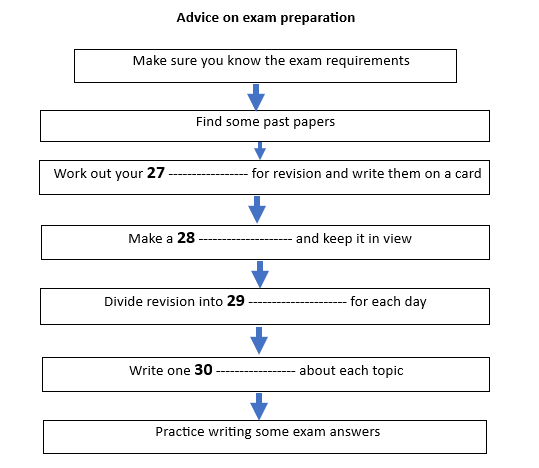 Advice on exam preparation
Make sure you know the exam requirements
Find some past papers
Work out your 27 ----------------- for revision and write them on a card
Make a 28 -------------------- and keep it in view
Divide revision into 29 --------------------- for each day
Write one 30 ----------------- about each topic
Practice writing some exam answers